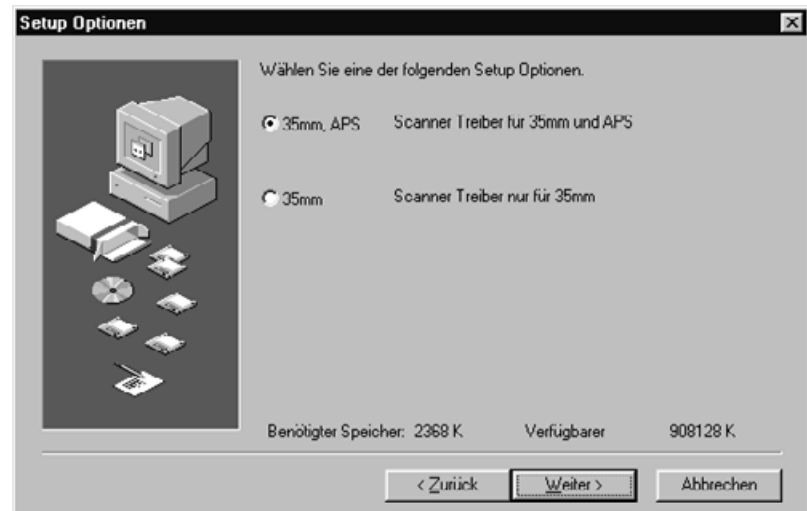 Setup Optionen
Wählen Sie eine der folgenden Setup Optionen.
35mm, APS Scanner Treiber für 35mm und APS
35mm Scanner Treiber nur für 35mm
Benötigter Speicher: 2368 K Verfügbarer 908128 K
< Zurück Weiter > Abbrechen